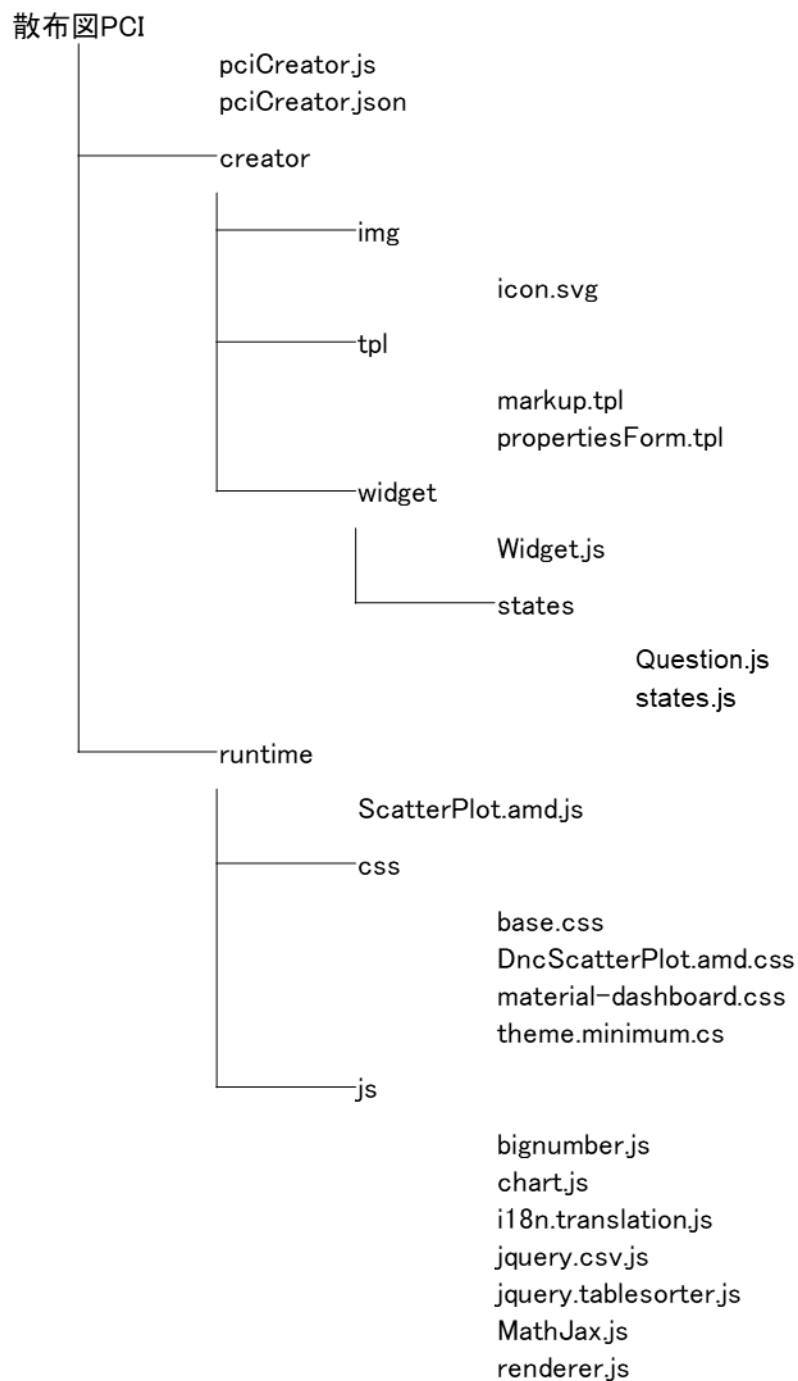 散布図PCI
pciCreator.js
pciCreator.json
creator
img
icon.svg
tpl
markup.tpl
propertiesForm.tpl
widget
Widget.js
states
Question.js
states.js
runtime
ScatterPlot.amd.js
css
base.css
DncScatterPlot.amd.css
material-dashboard.css
theme.minimum.cs
js
bignumber.js
chart.js
i18n.translation.js
jquery.csv.js
jquery.tablesorter.js
MathJax.js
renderer.js